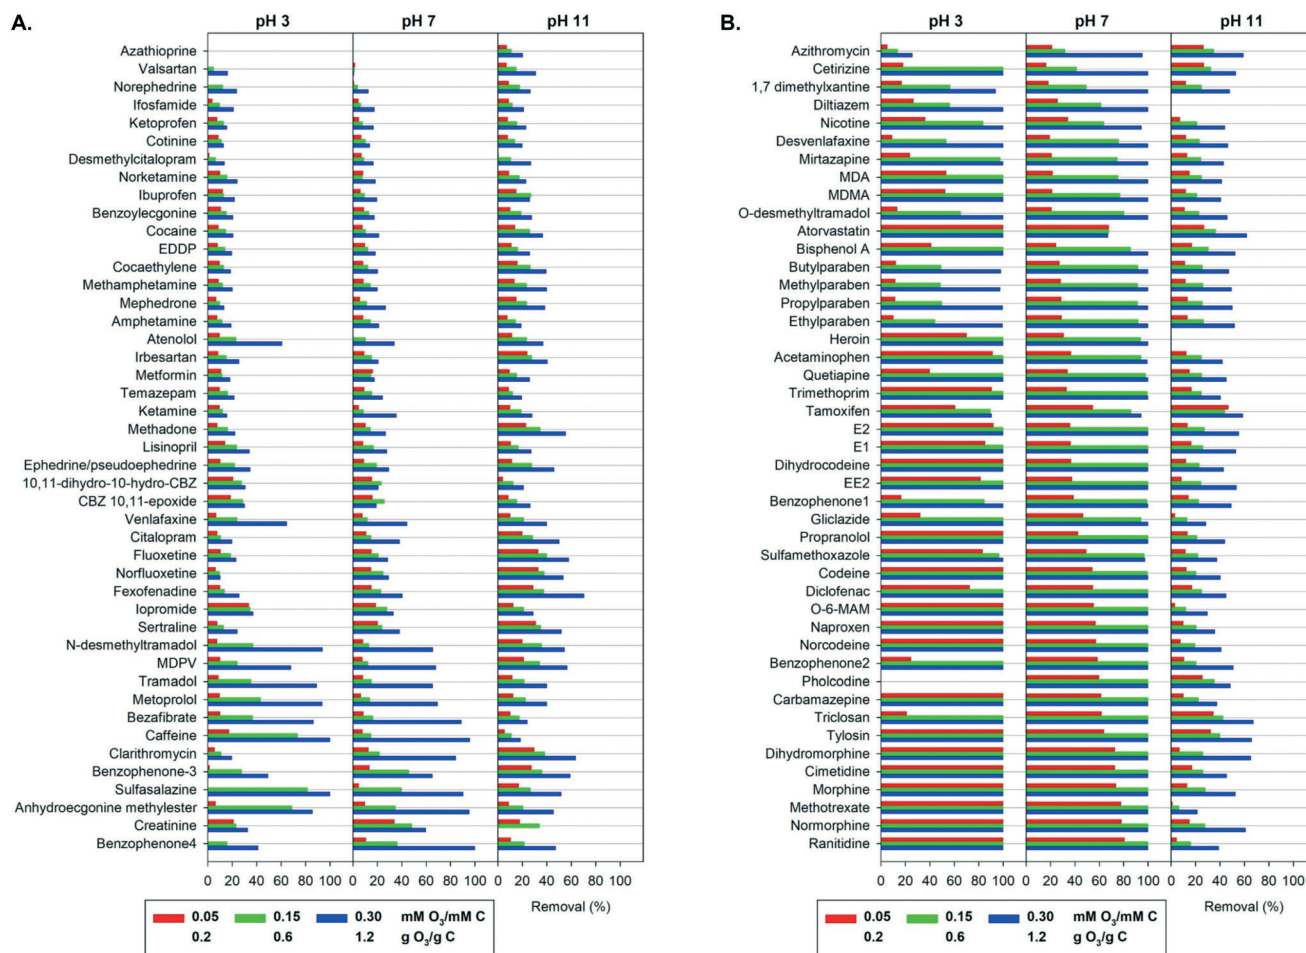 A.
pH 3 pH 7 pH 11
Azathioprine
Valsartan
Norephedrine
Ifosfamide
Ketoprofen
Cotinine
Desmethylcitalopram
Norketamine
Ibuprofen
Benzoylecgonine
Cocaine
EDDP
Cocaethylene
Methamphetamine
Mephedrone
Amphetamine
Atenolol
Irbesartan
Metformin
Temazepam
Ketamine
Methadone
Lisinopril
Ephedrine/pseudoephedrine
10,11-dihydro-10-hydro-CBZ
CBZ 10,11-epoxide
Venlafaxine
Citalopram
Fluoxetine
Norfluoxetine
Fexofenadine
Iopromide
Sertraline
N-desmethyltramadol
MDPV
Tramadol
Metoprolol
Bezafibrate
Caffeine
Clarithromycin
Benzophenone-3
Sulfasalazine
Anhydroecgonine methylester
Creatinine
Benzophenone4
0 20 40 60 80 100 0 20 40 60 80 100 0 20 40 60 80 100
Removal (%)
0.05 0.15 0.30 mM O₃/mM C
0.2 0.6 1.2 g O₃/g C
B.
pH 3 pH 7 pH 11
Azithromycin
Cetirizine
1,7 dimethylxantine
Diltiazem
Nicotine
Desvenlafaxine
Mirtazapine
MDA
MDMA
O-desmethyltramadol
Atorvastatin
Bisphenol A
Butylparaben
Methylparaben
Propylparaben
Ethylparaben
Heroin
Acetaminophen
Quetiapine
Trimethoprim
Tamoxifen
E2
E1
Dihydrocodeine
EE2
Benzophenone1
Gliclazide
Propranolol
Sulfamethoxazole
Codeine
Diclofenac
O-6-MAM
Naproxen
Norcodeine
Benzophenone2
Pholcodine
Carbamazepine
Triclosan
Tylosin
Dihydromorphine
Cimetidine
Morphine
Methotrexate
Normorphine
Ranitidine
0 20 40 60 80 100 0 20 40 60 80 100 0 20 40 60 80 100
Removal (%)
0.05 0.15 0.30 mM O₃/mM C
0.2 0.6 1.2 g O₃/g C